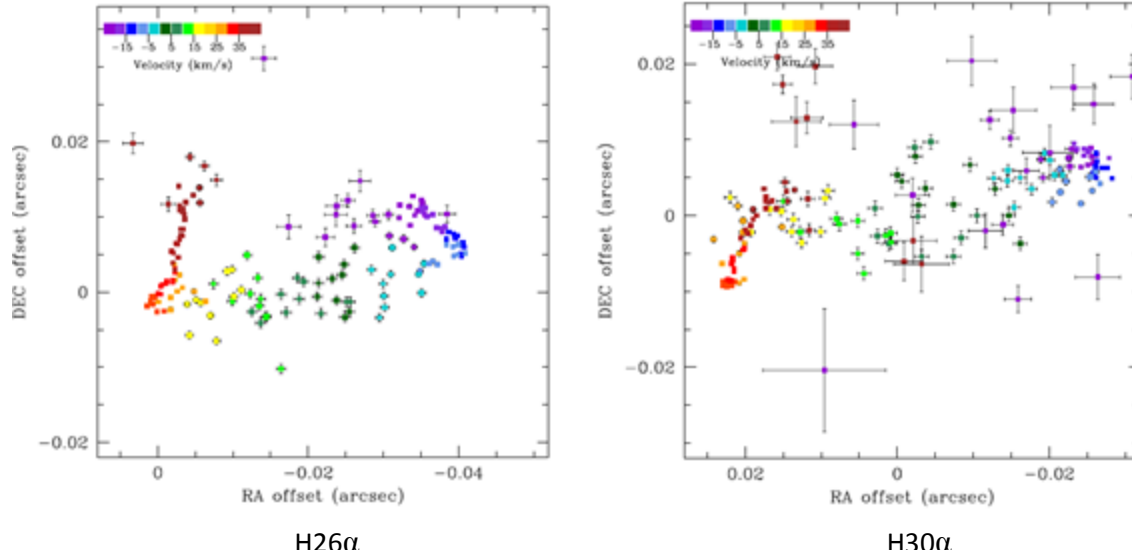 -15 -5 5 15 25 35
Velocity (km/s)
0.02
0
-0.02
DEC offset (arcsec)
0 -0.02 -0.04
RA offset (arcsec)
H26α
-15 -5 5 15 25 35
Velocity (km/s)
0.02
0
-0.02
DEC offset (arcsec)
0.02 0 -0.02
RA offset (arcsec)
H30α